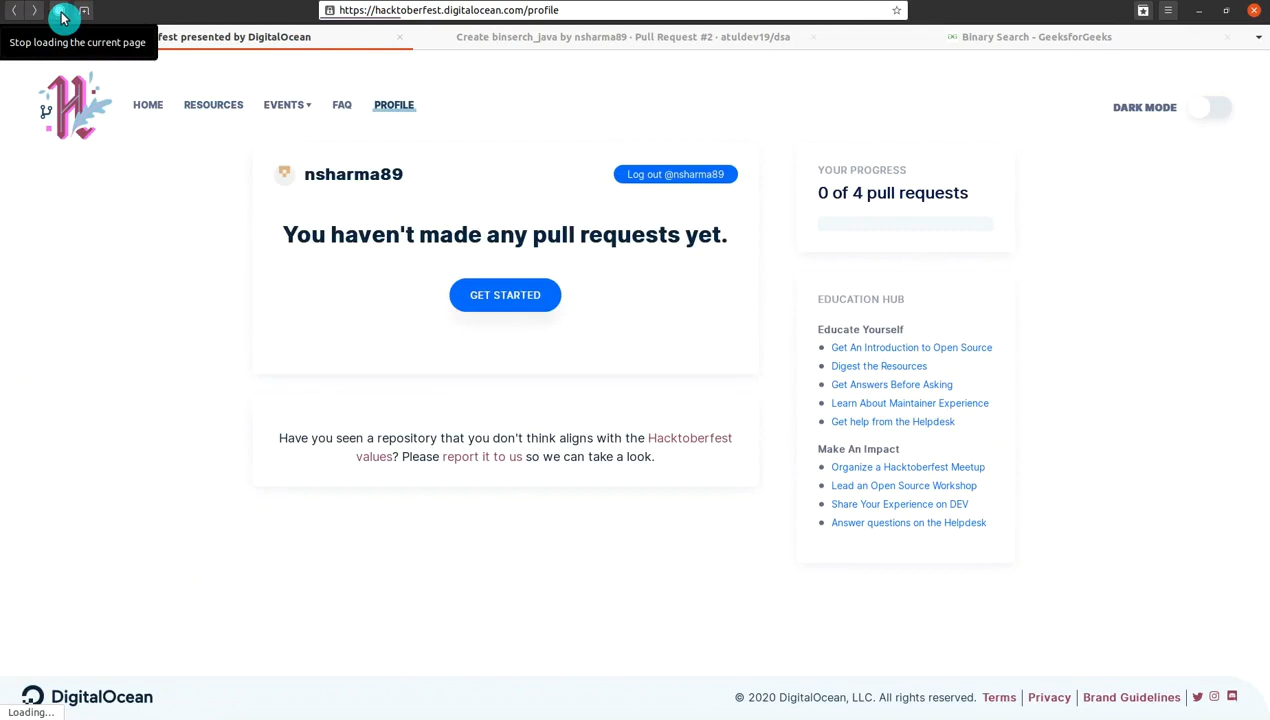 https://hacktoberfest.digitalocean.com/profile
Stop loading the current page
fest presented by DigitalOcean
Create binserch_java by nsharma89 · Pull Request #2 · atuldev19/dsa
Binary Search - GeeksforGeeks
HOME
RESOURCES
EVENTS ▾
FAQ
PROFILE
DARK MODE
nsharma89
Log out @nsharma89
You haven't made any pull requests yet.
GET STARTED
Have you seen a repository that you don't think aligns with the Hacktoberfest
values? Please report it to us so we can take a look.
YOUR PROGRESS
0 of 4 pull requests
EDUCATION HUB
Educate Yourself
Get An Introduction to Open Source
Digest the Resources
Get Answers Before Asking
Learn About Maintainer Experience
Get help from the Helpdesk
Make An Impact
Organize a Hacktoberfest Meetup
Lead an Open Source Workshop
Share Your Experience on DEV
Answer questions on the Helpdesk
DigitalOcean
© 2020 DigitalOcean, LLC. All rights reserved. Terms | Privacy | Brand Guidelines
Loading...